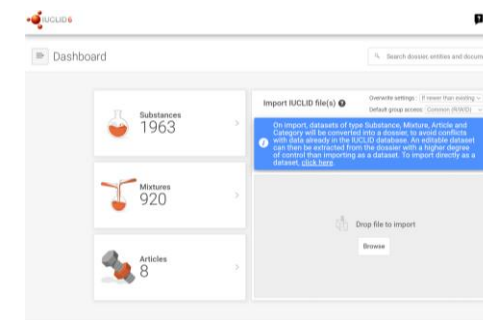 IUCLID6
Dashboard
Search dossier, entities and docum
Substances
1963
Mixtures
920
Articles
8
Import IUCLID file(s)
Overwrite settings: If newer than existing
Default group access: Common (R/W/D)
On import, datasets of type Substance, Mixture, Article and
Category will be converted into a dossier, to avoid conflicts
with data already in the IUCLID database. An editable dataset
can then be extracted from the dossier with a higher degree
of control than importing as a dataset. To import directly as a
dataset, click here.
Drop file to import
Browse